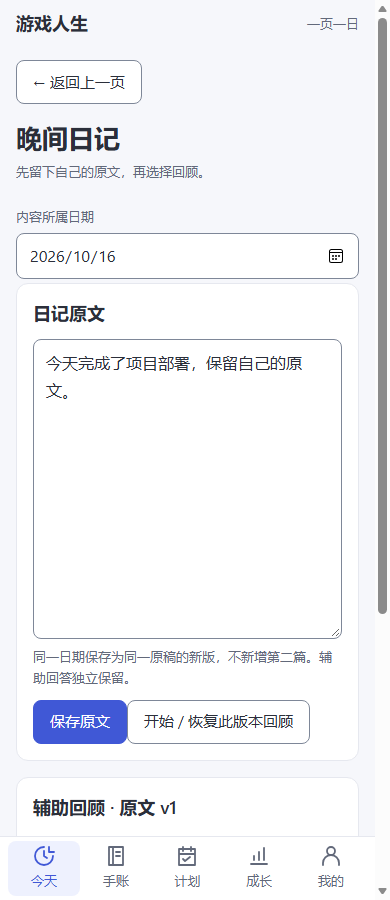 游戏人生
一页一日
← 返回上一页
晚间日记
先留下自己的原文，再选择回顾。
内容所属日期
2026/10/16
日记原文
今天完成了项目部署，保留自己的原
文。
同一日期保存为同一原稿的新版，不新增第二篇。辅
助回答独立保留。
保存原文
开始 / 恢复此版本回顾
辅助回顾 · 原文 v1
今天
手账
计划
成长
我的